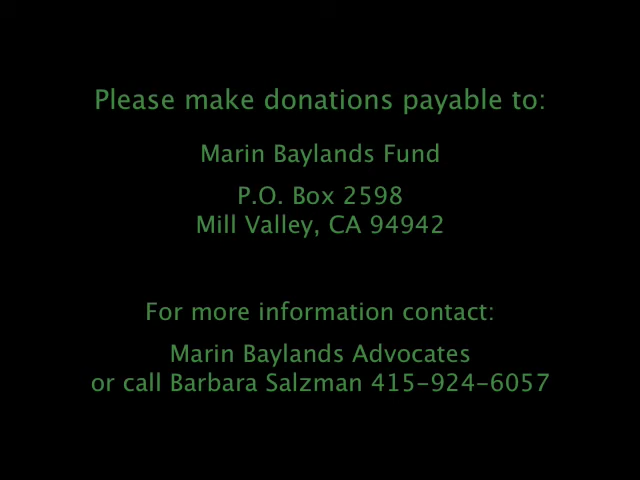 Please make donations payable to:
Marin Baylands Fund
P.O. Box 2598
Mill Valley, CA 94942
For more information contact:
Marin Baylands Advocates
or call Barbara Salzman 415-924-6057